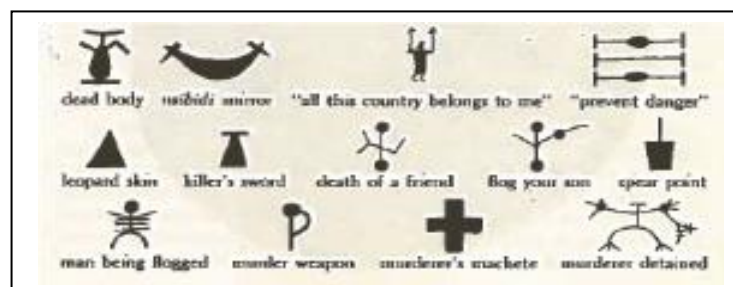 dead body nsibidi mirror "all this country belongs to me" "prevent danger"
leopard skin killer's sword death of a friend flog your son spear point
man being flogged murder weapon murderer's machete murderer detained